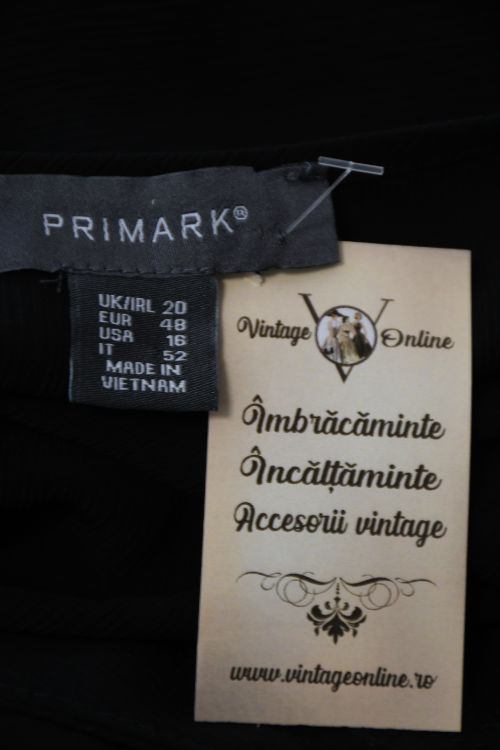 PRIMARK®
UK/IRL 20
EUR 48
USA 16
IT 52
MADE IN
VIETNAM
Vintage Online
Îmbrăcăminte
Încălțăminte
Accesorii vintage
www.vintageonline.ro